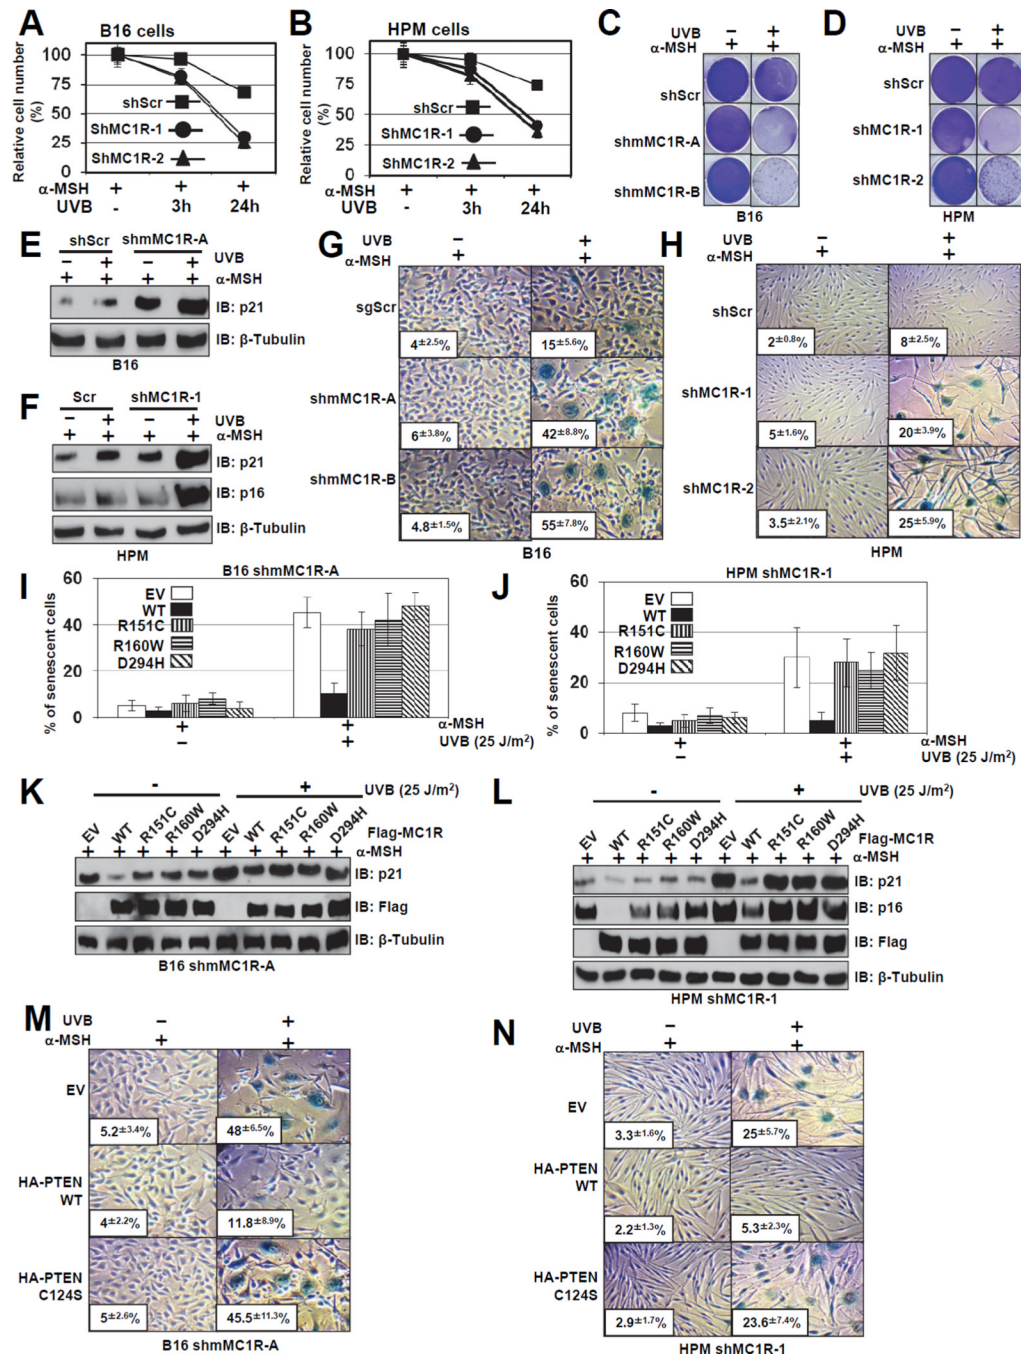 A
B16 cells
Relative cell number
(%)
100
75
50
25
0
shScr
ShMC1R-1
ShMC1R-2
α-MSH + + +
UVB - 3h 24h
B
HPM cells
Relative cell number
(%)
100
75
50
25
0
shScr
ShMC1R-1
ShMC1R-2
+ + +
- 3h 24h
C
UVB − +
α-MSH + +
shScr
shmMC1R-A
shmMC1R-B
B16
D
UVB − +
α-MSH + +
shScr
shMC1R-1
shMC1R-2
HPM
E
shScr shmMC1R-A
− + − + UVB
+ + + + α-MSH
IB: p21
IB: β-Tubulin
B16
F
Scr shMC1R-1
− + − + UVB
+ + + + α-MSH
IB: p21
IB: p16
IB: β-Tubulin
HPM
G
UVB − +
α-MSH + +
sgScr
4±2.5% 15±5.6%
shmMC1R-A
6±3.8% 42±8.8%
shmMC1R-B
4.8±1.5% 55±7.8%
B16
H
UVB − +
α-MSH + +
shScr
2±0.8% 8±2.5%
shMC1R-1
5±1.6% 20±3.9%
shMC1R-2
3.5±2.1% 25±5.9%
HPM
I
B16 shmMC1R-A
% of senescent cells
60
40
20
0
EV
WT
R151C
R160W
D294H
+ + α-MSH
− + UVB (25 J/m²)
J
HPM shMC1R-1
% of senescent cells
60
40
20
0
EV
WT
R151C
R160W
D294H
+ + α-MSH
− + UVB (25 J/m²)
K
- + UVB (25 J/m²)
EV WT R151C R160W D294H EV WT R151C R160W D294H Flag-MC1R
+ + + + + + + + + + α-MSH
IB: p21
IB: Flag
IB: β-Tubulin
B16 shmMC1R-A
L
- + UVB (25 J/m²)
EV WT R151C R160W D294H EV WT R151C R160W D294H Flag-MC1R
+ + + + + + + + + + α-MSH
IB: p21
IB: p16
IB: Flag
IB: β-Tubulin
HPM shMC1R-1
M
UVB − +
α-MSH + +
EV
5.2±3.4% 48±6.5%
HA-PTEN
WT
4±2.2% 11.8±8.9%
HA-PTEN
C124S
5±2.6% 45.5±11.3%
B16 shmMC1R-A
N
UVB − +
α-MSH + +
EV
3.3±1.6% 25±5.7%
HA-PTEN
WT
2.2±1.3% 5.3±2.3%
HA-PTEN
C124S
2.9±1.7% 23.6±7.4%
HPM shMC1R-1